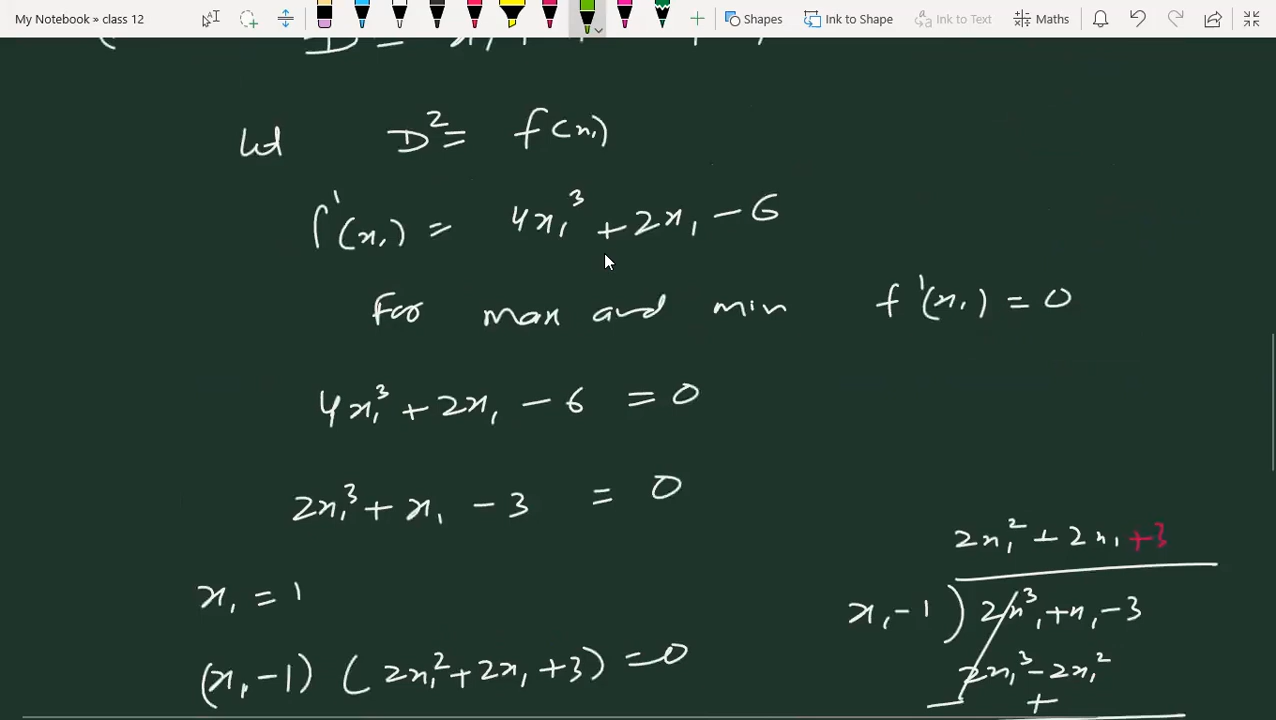 My Notebook » class 12
Shapes
Ink to Shape
Ink to Text
Maths
Let D² = f(x₁)
f'(x₁) = 4x₁³ + 2x₁ - 6
For max and min f'(x₁) = 0
4x₁³ + 2x₁ - 6 = 0
2x₁³ + x₁ - 3 = 0
2x₁² + 2x₁ + 3
x₁ = 1
x₁ - 1 ) 2x₁³ + x₁ - 3
(x₁ - 1) (2x₁² + 2x₁ + 3) = 0
2x₁³ - 2x₁²
- +